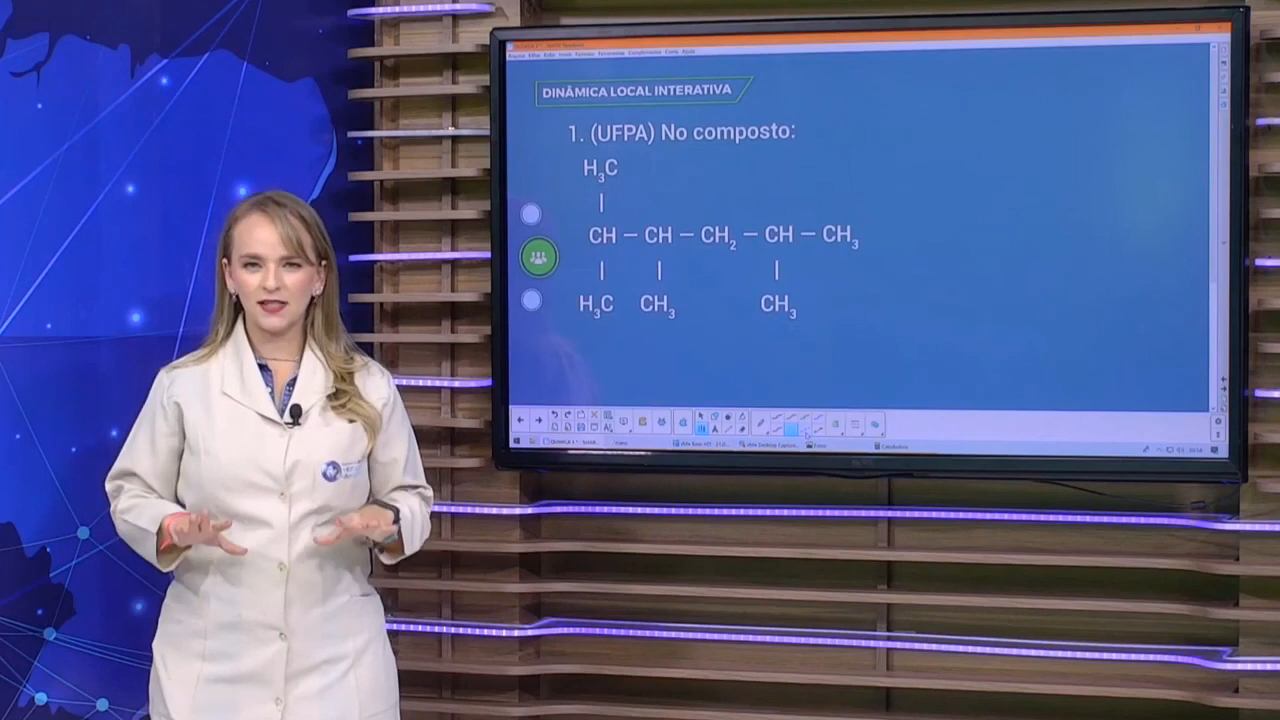 DINÂMICA LOCAL INTERATIVA
1. (UFPA) No composto:
H₃C
|
CH – CH – CH₂ – CH – CH₃
| | |
H₃C CH₃ CH₃